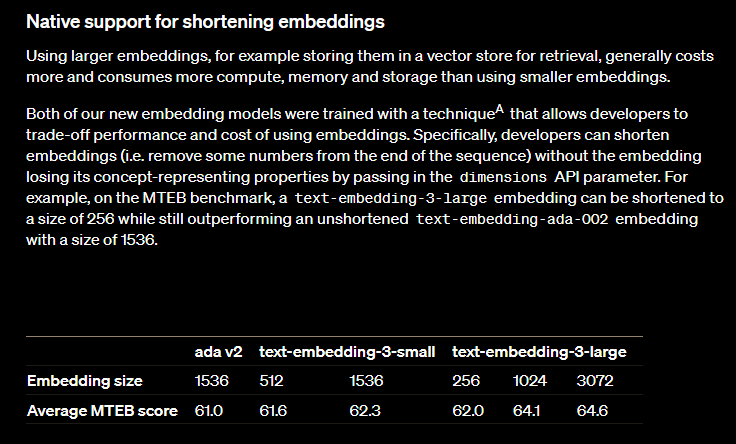 Native support for shortening embeddings
Using larger embeddings, for example storing them in a vector store for retrieval, generally costs
more and consumes more compute, memory and storage than using smaller embeddings.
Both of our new embedding models were trained with a technique^A that allows developers to
trade-off performance and cost of using embeddings. Specifically, developers can shorten
embeddings (i.e. remove some numbers from the end of the sequence) without the embedding
losing its concept-representing properties by passing in the dimensions API parameter. For
example, on the MTEB benchmark, a text-embedding-3-large embedding can be shortened to
a size of 256 while still outperforming an unshortened text-embedding-ada-002 embedding
with a size of 1536.
ada v2 text-embedding-3-small text-embedding-3-large
Embedding size 1536 512 1536 256 1024 3072
Average MTEB score 61.0 61.6 62.3 62.0 64.1 64.6